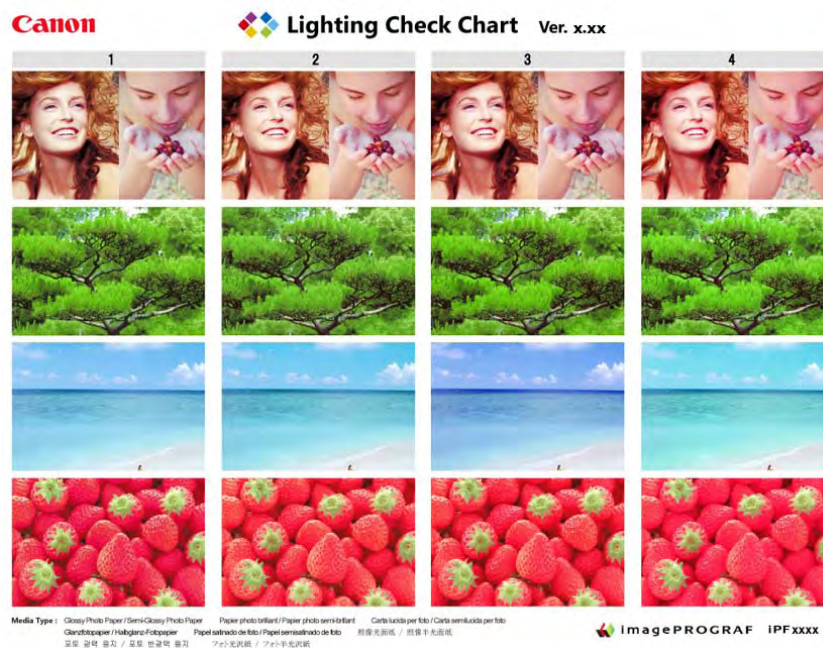 Canon
Lighting Check Chart Ver. x.xx
1 2 3 4
Media Type : Glossy Photo Paper / Semi-Glossy Photo Paper Papier photo brillant / Papier photo semi-brillant Carta lucida per foto / Carta semilucida per foto
Glanzfotopapier / Halbglanz-Fotopapier Papel satinado de foto / Papel semisatinado de foto 照像光面纸 / 照像半光面纸
포토 광택 용지 / 포토 반광택 용지 フォト光沢紙 / フォト半光沢紙
imagePROGRAF iPFxxxx